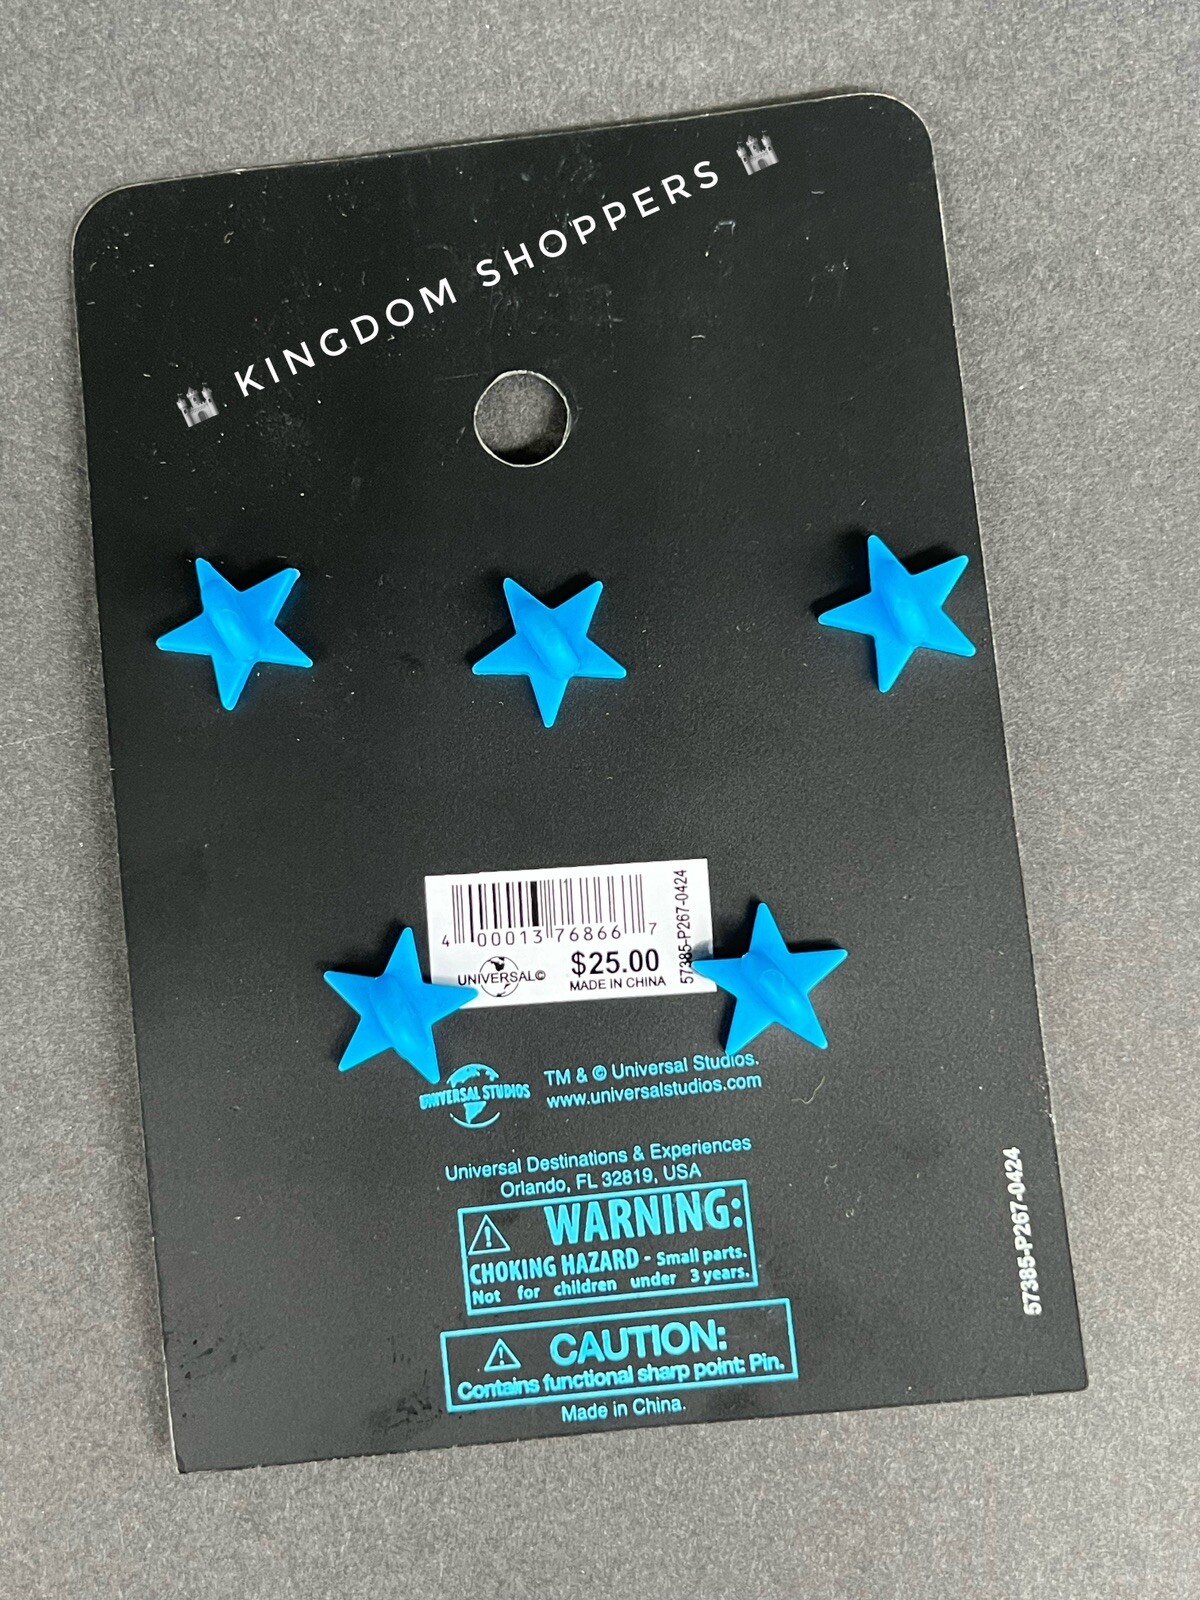 KINGDOM SHOPPERS
4 00013 76866 7
57385-P267-0424
UNIVERSAL©
$25.00
MADE IN CHINA
UNIVERSAL STUDIOS
TM & © Universal Studios.
www.universalstudios.com
Universal Destinations & Experiences
Orlando, FL 32819, USA
WARNING:
CHOKING HAZARD - Small parts.
Not for children under 3 years.
CAUTION:
Contains functional sharp point: Pin.
Made in China.
57385-P267-0424